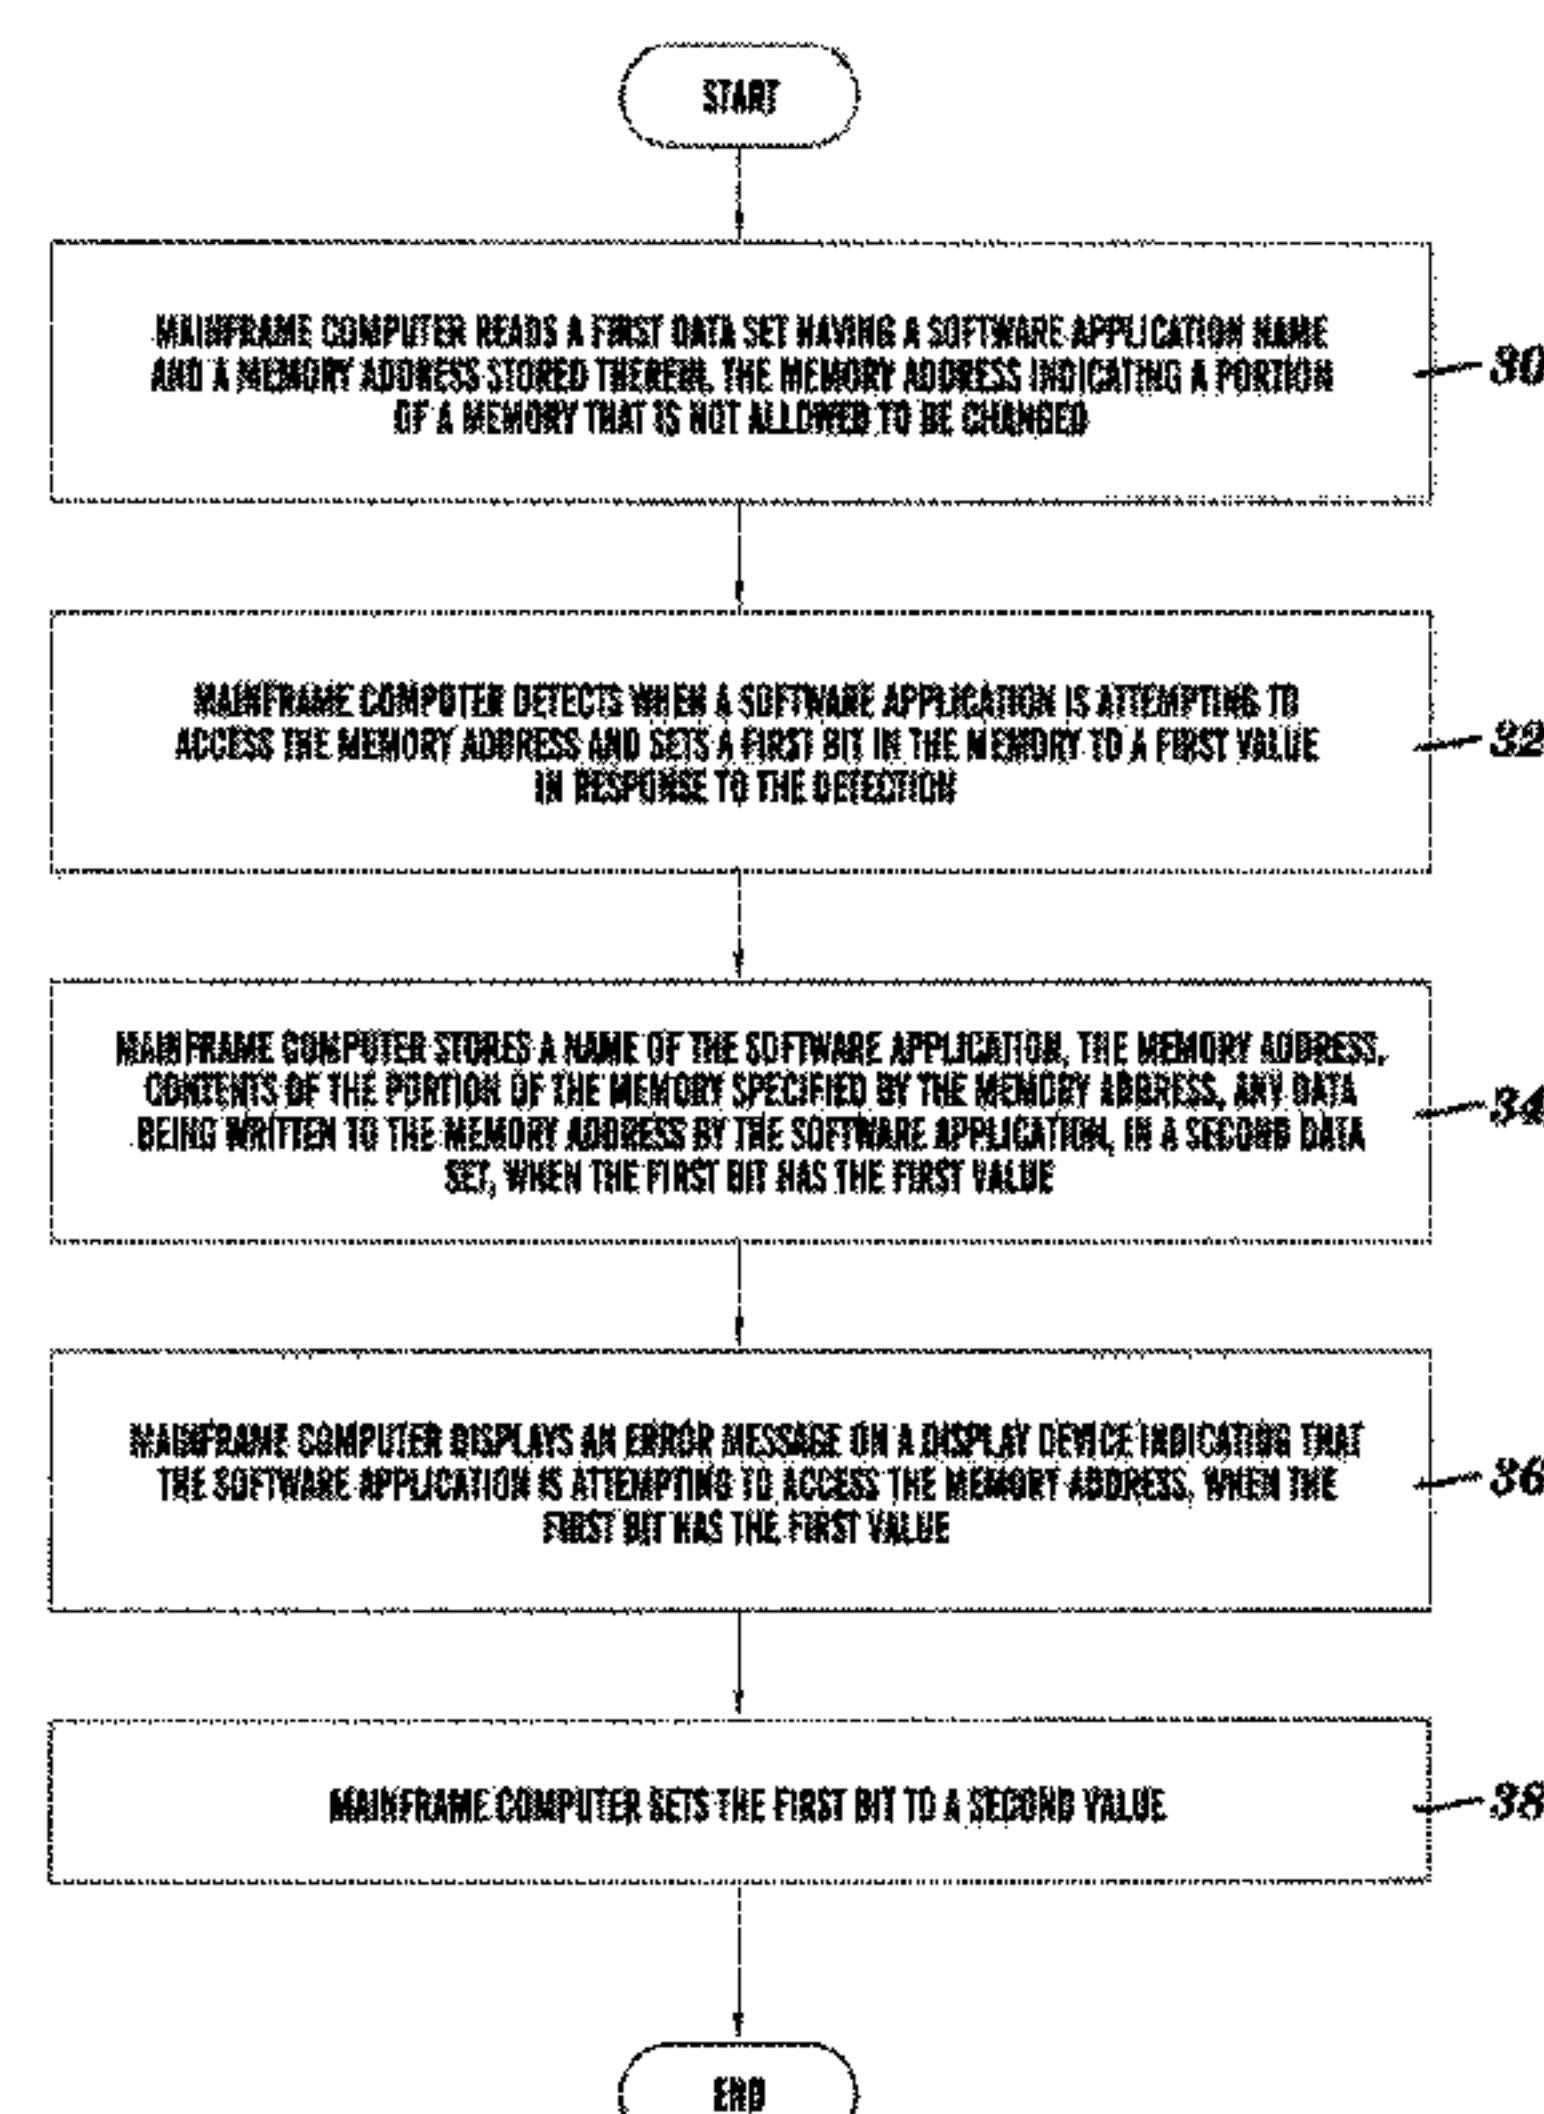 START
MAINFRAME COMPUTER READS A FIRST DATA SET HAVING A SOFTWARE APPLICATION NAME
AND A MEMORY ADDRESS STORED THEREIN, THE MEMORY ADDRESS INDICATING A PORTION
OF A MEMORY THAT IS NOT ALLOWED TO BE CHANGED
30
MAINFRAME COMPUTER DETECTS WHEN A SOFTWARE APPLICATION IS ATTEMPTING TO
ACCESS THE MEMORY ADDRESS AND SETS A FIRST BIT IN THE MEMORY TO A FIRST VALUE
IN RESPONSE TO THE DETECTION
32
MAINFRAME COMPUTER STORES A NAME OF THE SOFTWARE APPLICATION, THE MEMORY ADDRESS,
CONTENTS OF THE PORTION OF THE MEMORY SPECIFIED BY THE MEMORY ADDRESS, ANY DATA
BEING WRITTEN TO THE MEMORY ADDRESS BY THE SOFTWARE APPLICATION, IN A SECOND DATA
SET, WHEN THE FIRST BIT HAS THE FIRST VALUE
34
MAINFRAME COMPUTER DISPLAYS AN ERROR MESSAGE ON A DISPLAY DEVICE INDICATING THAT
THE SOFTWARE APPLICATION IS ATTEMPTING TO ACCESS THE MEMORY ADDRESS, WHEN THE
FIRST BIT HAS THE FIRST VALUE
36
MAINFRAME COMPUTER SETS THE FIRST BIT TO A SECOND VALUE
38
END